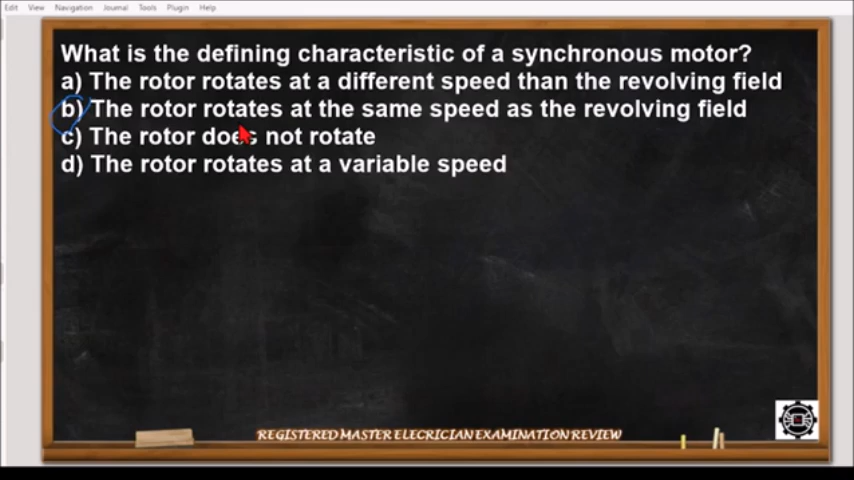 Edit View Navigation Journal Tools Plugin Help
What is the defining characteristic of a synchronous motor?
a) The rotor rotates at a different speed than the revolving field
b) The rotor rotates at the same speed as the revolving field
c) The rotor does not rotate
d) The rotor rotates at a variable speed
REGISTERED MASTER ELECRICIAN EXAMINATION REVIEW